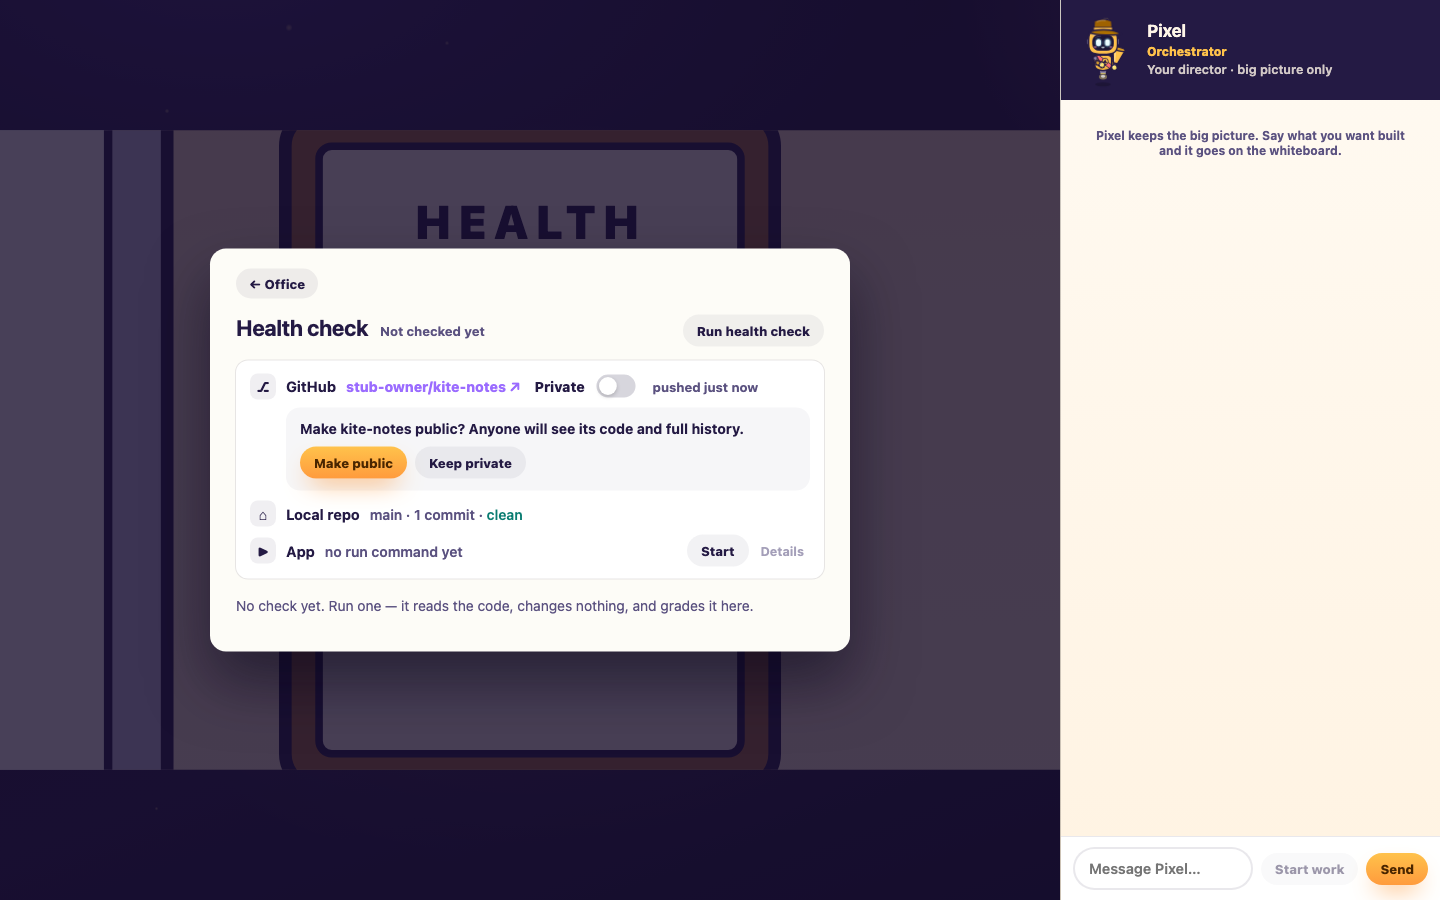 HEALTH
← Office
Health check Not checked yet Run health check
GitHub stub-owner/kite-notes ↗ Private pushed just now
Make kite-notes public? Anyone will see its code and full history.
Make public Keep private
Local repo main · 1 commit · clean
App no run command yet Start Details
No check yet. Run one — it reads the code, changes nothing, and grades it here.
Pixel
Orchestrator
Your director · big picture only
Pixel keeps the big picture. Say what you want built
and it goes on the whiteboard.
Message Pixel... Start work Send